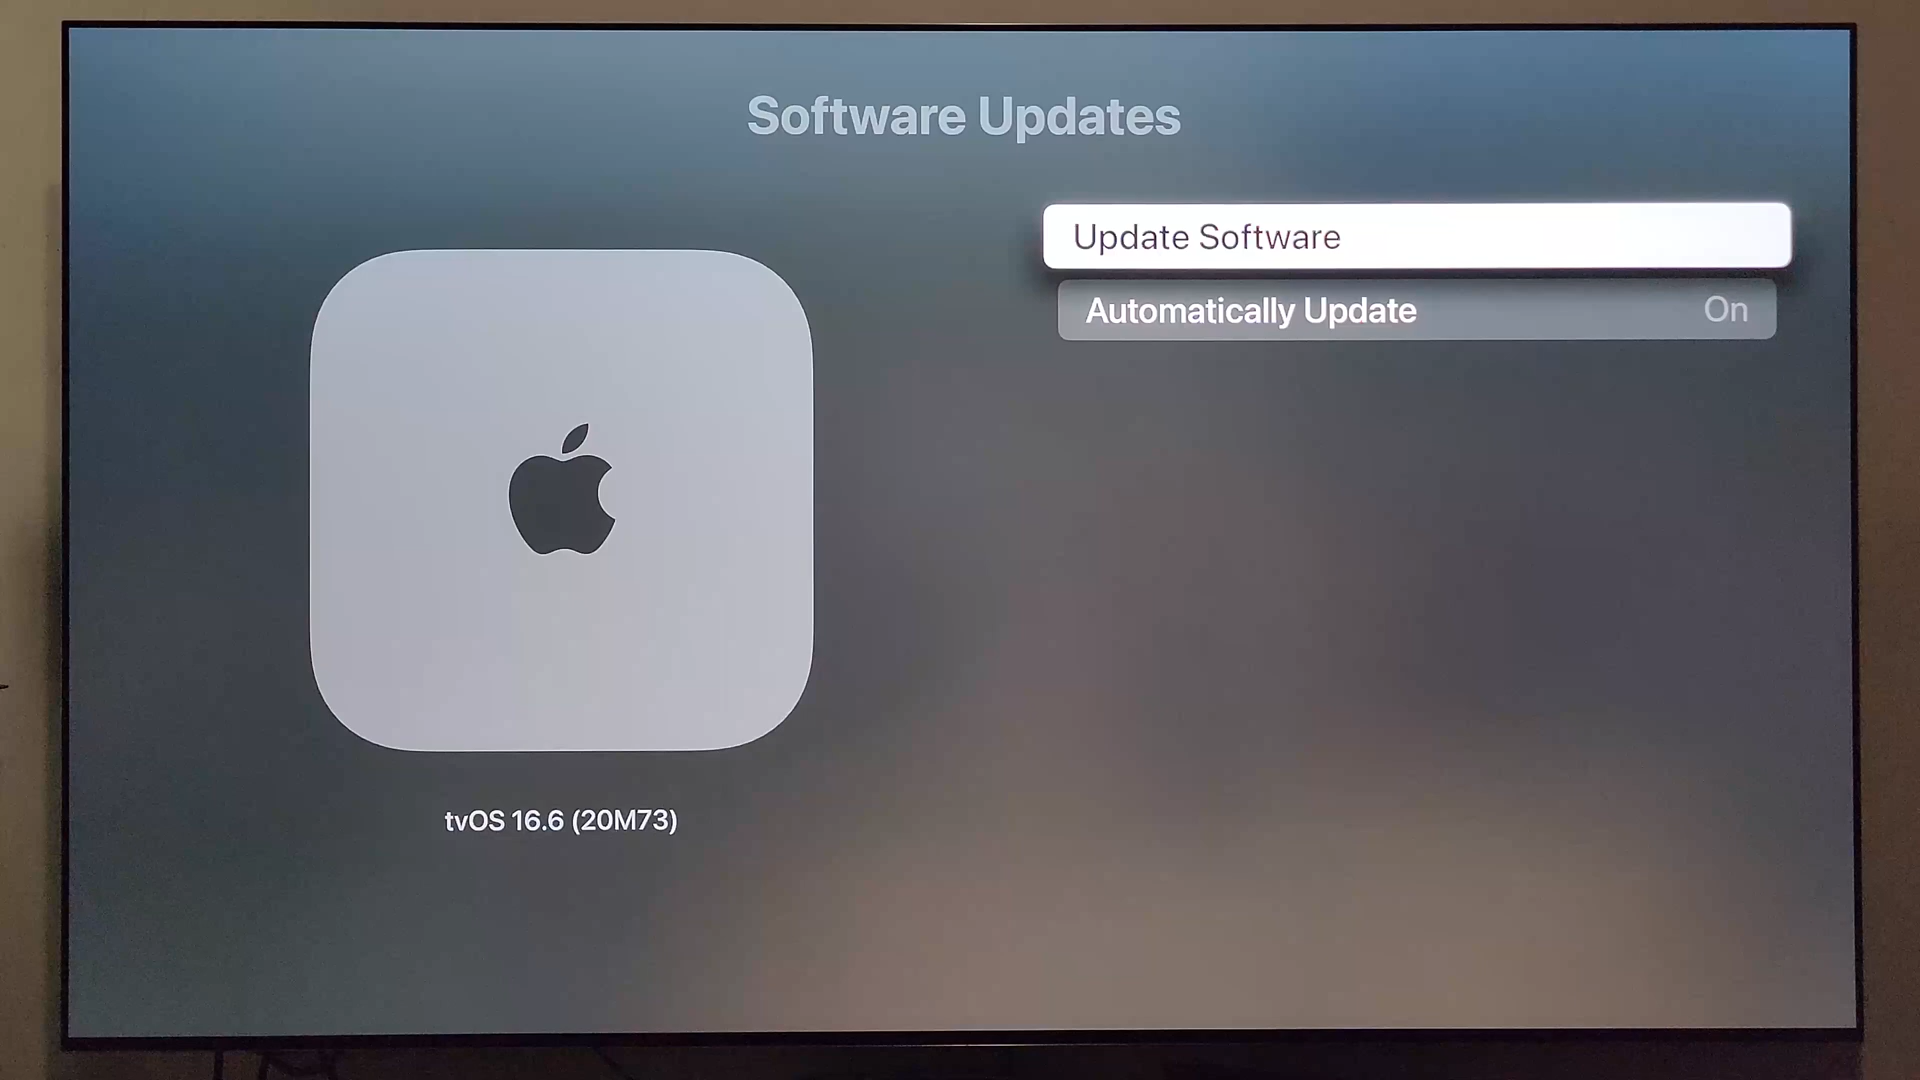 Software Updates
Update Software
Automatically Update On
tvOS 16.6 (20M73)